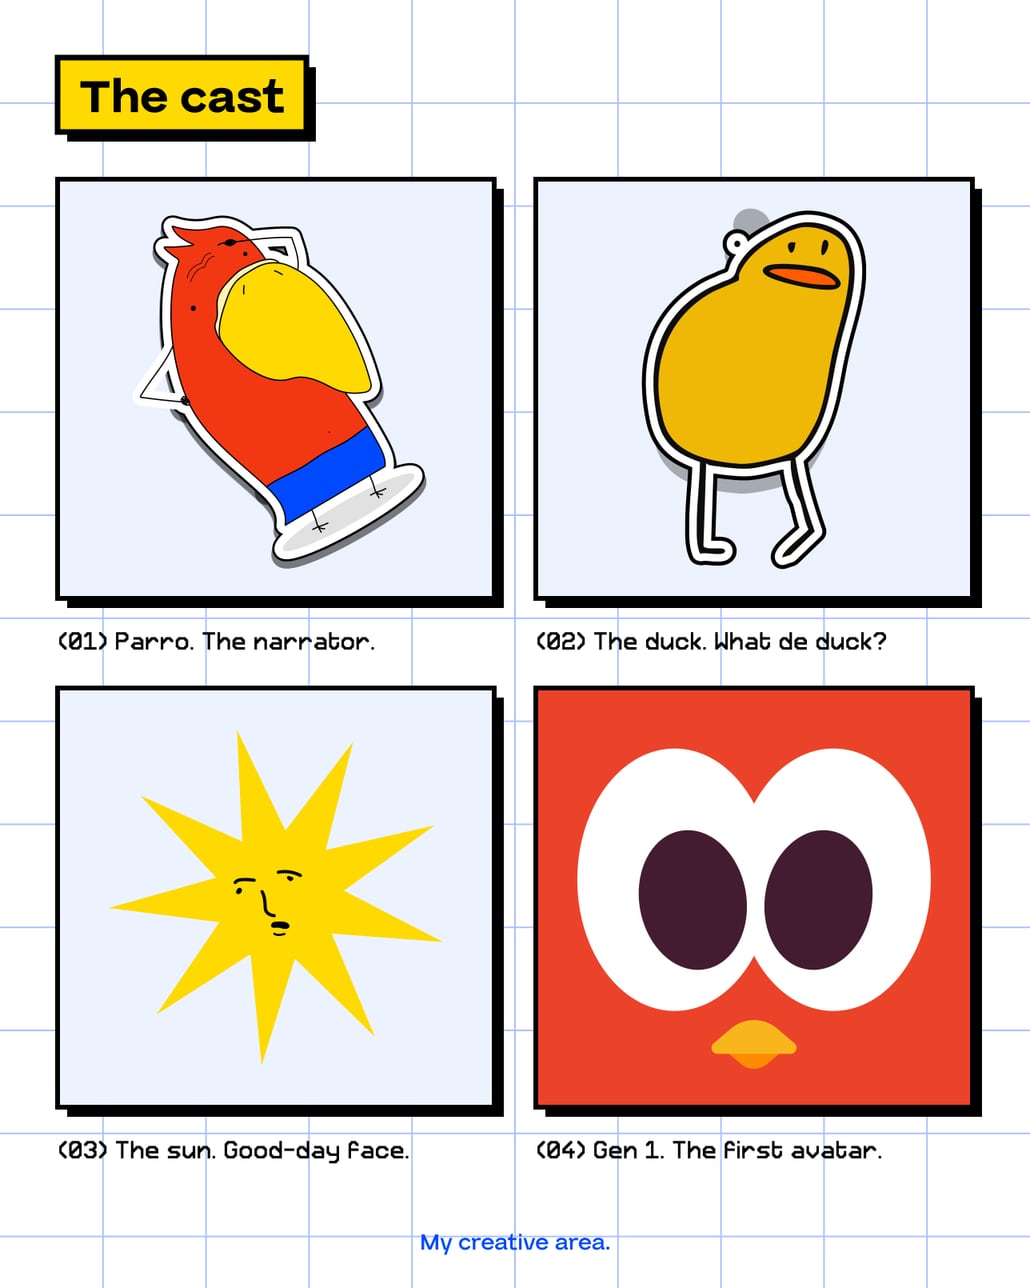 The cast
(01) Parro. The narrator.
(02) The duck. What de duck?
(03) The sun. Good-day face.
(04) Gen 1. The first avatar.
My creative area.